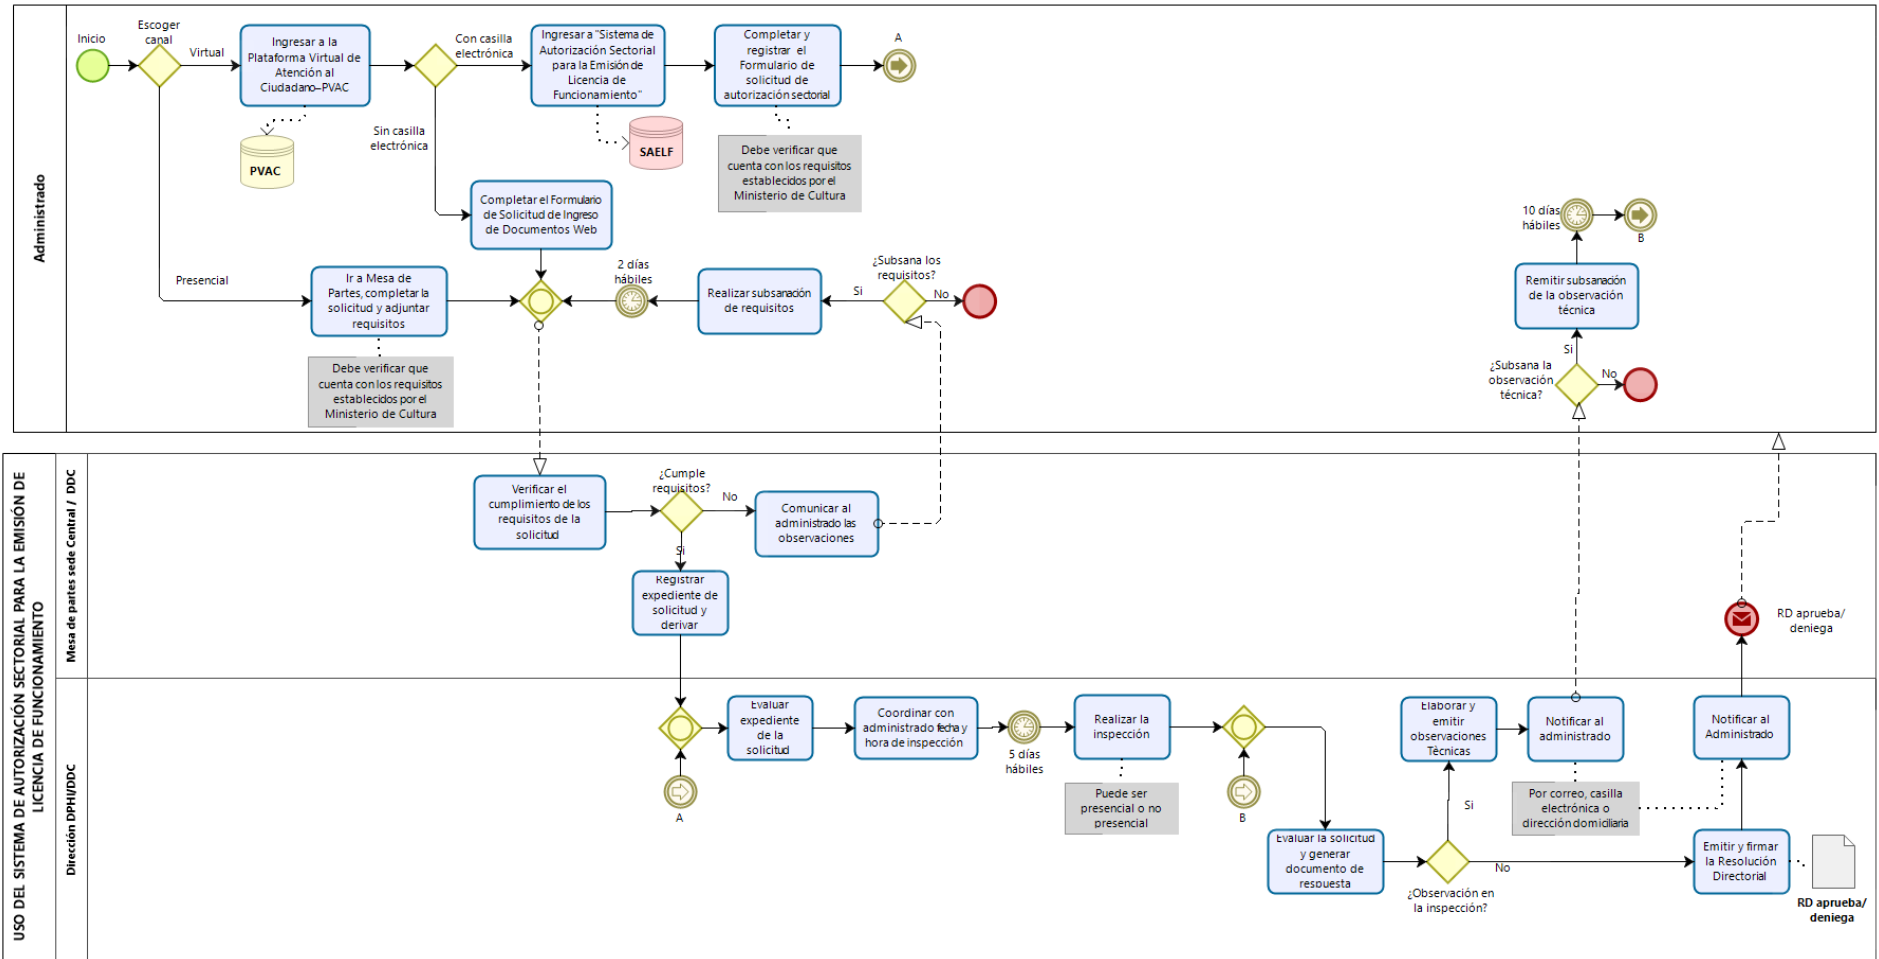 Administrado
Inicio
Escoger
canal
Virtual
Ingresar a la
Plataforma Virtual de
Atención al
Ciudadano–PVAC
PVAC
Con casilla
electrónica
Sin casilla
electrónica
Ingresar a "Sistema de
Autorización Sectorial
para la Emisión de
Licencia de
Funcionamiento"
SAELF
Completar y
registrar el
Formulario de
solicitud de
autorización sectorial
A
Debe verificar que
cuenta con los requisitos
establecidos por el
Ministerio de Cultura
Completar el Formulario
de Solicitud de Ingreso
de Documentos Web
Presencial
Ir a Mesa de
Partes, completar la
solicitud y adjuntar
requisitos
Debe verificar que
cuenta con los requisitos
establecidos por el
Ministerio de Cultura
2 días
hábiles
Realizar subsanación
de requisitos
Si
¿Subsana los
requisitos?
No
10 días
hábiles
B
Remitir subsanación
de la observación
técnica
Si
¿Subsana la
observación
técnica?
No
USO DEL SISTEMA DE AUTORIZACIÓN SECTORIAL PARA LA EMISIÓN DE
LICENCIA DE FUNCIONAMIENTO
Mesa de partes sede Central / DDC
Verificar el
cumplimiento de los
requisitos de la
solicitud
¿Cumple
requisitos?
No
Comunicar al
administrado las
observaciones
Si
Registrar
expediente de
solicitud y
derivar
RD aprueba/
deniega
Dirección DPHI/DDC
A
Evaluar
expediente
de la
solicitud
Coordinar con
administrado fecha y
hora de inspección
5 días
hábiles
Realizar la
inspección
Puede ser
presencial o no
presencial
B
Evaluar la solicitud
y generar
documento de
respuesta
¿Observación en
la inspección?
Si
No
Elaborar y
emitir
observaciones
Tècnicas
Notificar al
administrado
Por correo, casilla
electrónica o
dirección domiciliaria
Notificar al
Administrado
Emitir y firmar
la Resolución
Directorial
RD aprueba/
deniega